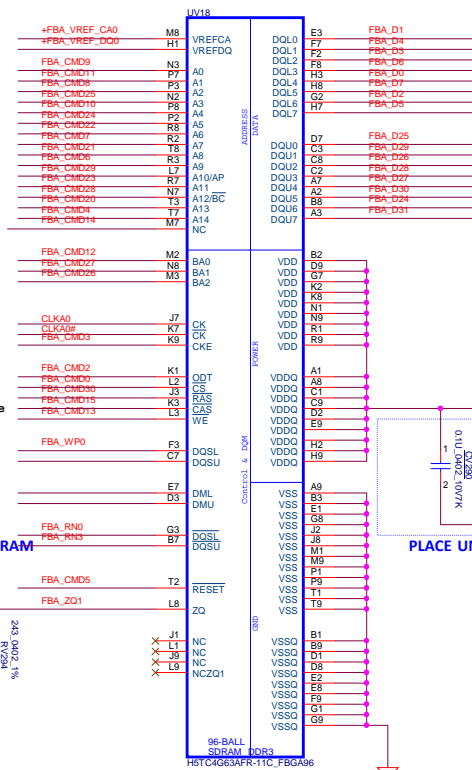 UV18
+FBA_VREF_CA0 M8 VREFCA DQL0 E3 FBA_D1
+FBA_VREF_DQ0 H1 VREFDQ DQL1 F7 FBA_D4
DQL2 F2 FBA_D3
FBA_CMD9 N3 A0 DQL3 F8 FBA_D6
FBA_CMD11 P7 A1 DQL4 H3 FBA_D0
FBA_CMD8 P3 A2 DQL5 H8 FBA_D7
FBA_CMD25 N2 A3 DQL6 G2 FBA_D2
FBA_CMD10 P8 A4 DQL7 H7 FBA_D5
FBA_CMD24 P2 A5
FBA_CMD22 R8 A6
FBA_CMD7 R2 A7 DQU0 D7 FBA_D25
FBA_CMD21 T8 A8 DQU1 C3 FBA_D29
FBA_CMD6 R3 A9 DQU2 C8 FBA_D26
FBA_CMD29 L7 A10/AP DQU3 C2 FBA_D28
FBA_CMD23 R7 A11 DQU4 A7 FBA_D27
FBA_CMD28 N7 A12/BC DQU5 A2 FBA_D30
FBA_CMD20 T3 A13 DQU6 B8 FBA_D24
FBA_CMD4 T7 A14 DQU7 A3 FBA_D31
FBA_CMD14 M7 NC
ADDRESS
DATA
FBA_CMD12 M2 BA0 VDD B2
FBA_CMD27 N8 BA1 VDD D9
FBA_CMD26 M3 BA2 VDD G7
VDD K2
VDD K8
VDD N1
CLKA0 J7 CK VDD N9
CLKA0# K7 CK VDD R1
FBA_CMD3 K9 CKE VDD R9
POWER
FBA_CMD2 K1 ODT VDDQ A1
FBA_CMD0 L2 CS VDDQ A8
FBA_CMD30 J3 RAS VDDQ C1
FBA_CMD15 K3 CAS VDDQ C9
FBA_CMD13 L3 WE VDDQ D2
e
VDDQ E9
VDDQ
FBA_WP0 F3 DQSL VDDQ H2
C7 DQSU VDDQ H9
Control & DQM
1
2
CV290
0.1U_0402_10V7K
E7 DML VSS A9
D3 DMU VSS B3
VSS E1
VSS G8
FBA_RN0 G3 DQSL VSS J2
FBA_RN3 B7 DQSU VSS J8
RAM
PLACE UN
VSS M1
VSS M9
VSS P1
FBA_CMD5 T2 RESET VSS P9
VSS T1
FBA_ZQ1 L8 ZQ VSS T9
GND
243_0402_1%
RV294
J1 NC VSSQ B1
L1 NC VSSQ B9
J9 NC VSSQ D1
L9 NCZQ1 VSSQ D8
VSSQ E2
VSSQ E8
VSSQ F9
VSSQ G1
VSSQ G9
96-BALL
SDRAM_DDR3
H5TC4G63AFR-11C_FBGA96